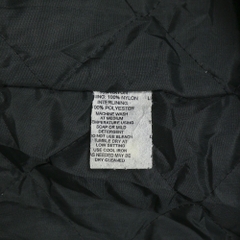 100% NYLON
INTERLINING:
100% POLYESTER
MACHINE WASH
AT MEDIUM
TEMPERATURE USING
SOAP OR MILD
DETERGENT
DO NOT USE BLEACH
TUMBLE DRY AT
LOW SETTING
USE COOL IRON
IF NEEDED MAY BE
DRY CLEANED